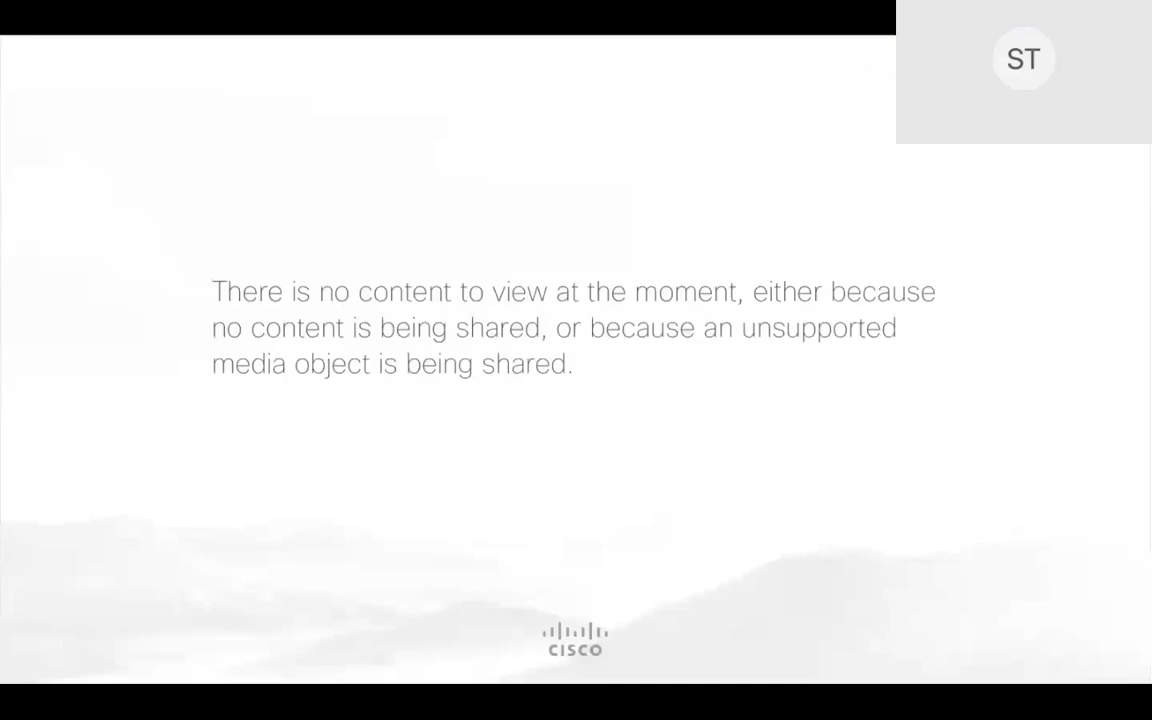 ST
There is no content to view at the moment, either because
no content is being shared, or because an unsupported
media object is being shared.
CISCO